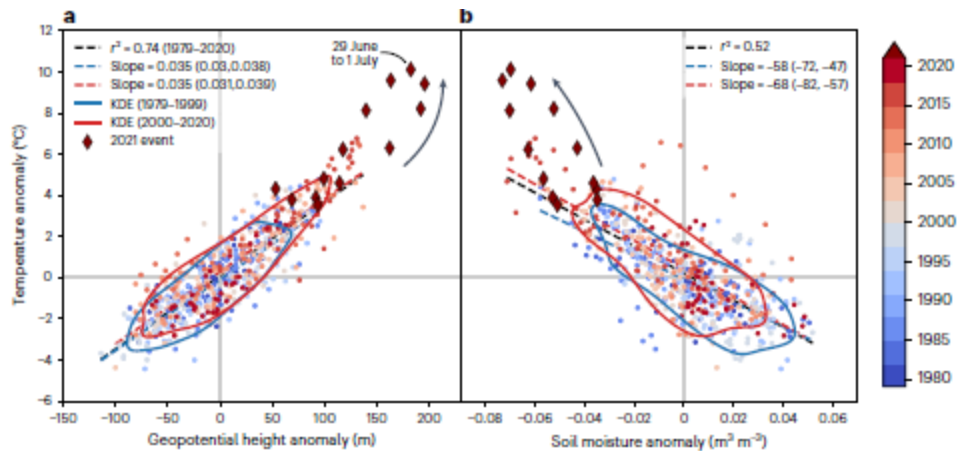 a
b
12
10
8
6
4
2
0
−2
−4
−6
Temperature anomaly (°C)
r² = 0.74 (1979–2020)
Slope = 0.035 (0.03,0.038)
Slope = 0.035 (0.031,0.039)
KDE (1979–1999)
KDE (2000–2020)
2021 event
29 June
to 1 July
−150 −100 −50 0 50 100 150 200
Geopotential height anomaly (m)
r² = 0.52
Slope = −58 (−72, −47)
Slope = −68 (−82, −57)
−0.08 −0.06 −0.04 −0.02 0 0.02 0.04 0.06
Soil moisture anomaly (m³ m⁻³)
2020
2015
2010
2005
2000
1995
1990
1985
1980